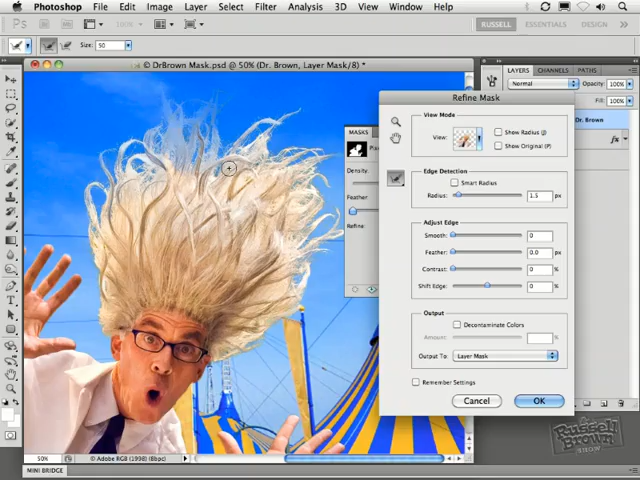 Photoshop File Edit Image Layer Select Filter Analysis 3D View Window Help
Ps 100% RUSSELL ESSENTIALS DESIGN >>
Size: 50
© DrBrown Mask.psd @ 50% (Dr. Brown, Layer Mask/8) *
LAYERS CHANNELS PATHS
Normal Opacity: 100%
Fill: 100%
Dr. Brown
fx
MASKS
Density:
Feather
Refine:
Refine Mask
View Mode
View: Show Radius (J)
Show Original (P)
Edge Detection
Smart Radius
Radius: 1.5 px
Adjust Edge
Smooth: 0
Feather: 0.0 px
Contrast: 0 %
Shift Edge: 0 %
Output
Decontaminate Colors
Amount: %
Output To: Layer Mask
Remember Settings
Cancel OK
50% © Adobe RGB (1998) (8bpc)
MINI BRIDGE
Russell Brown
SHOW